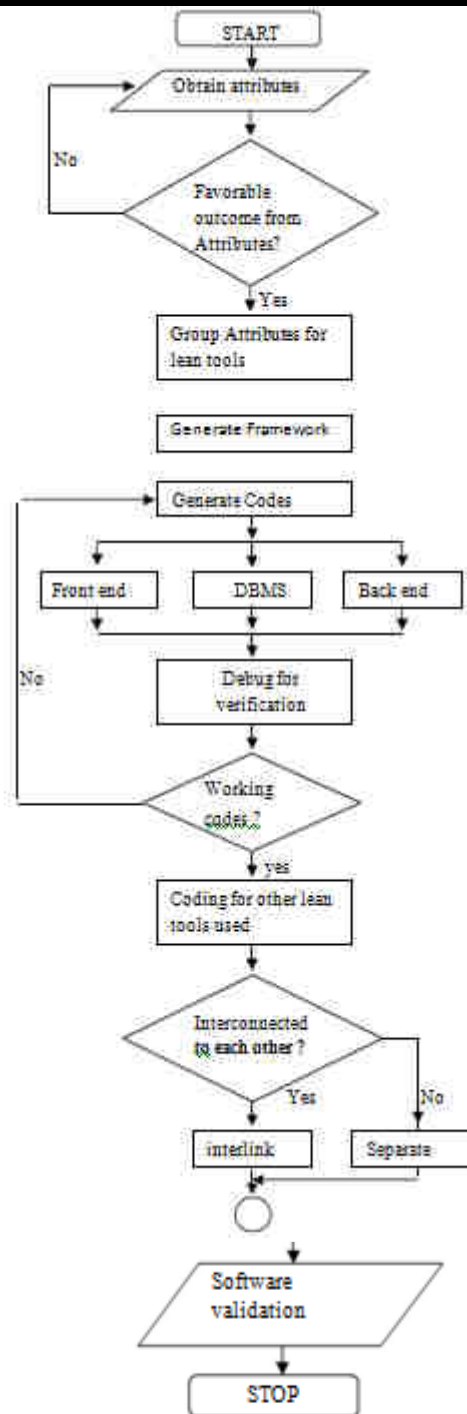 START
Obtain attributes
No
Favorable
outcome from
Attributes?
Yes
Group Attributes for
lean tools
Generate Framework
Generate Codes
Front end
DBMS
Back end
No
Debug for
verification
Working
codes ?
yes
Coding for other lean
tools used
Interconnected
to each other ?
Yes
No
interlink
Separate
Software
validation
STOP